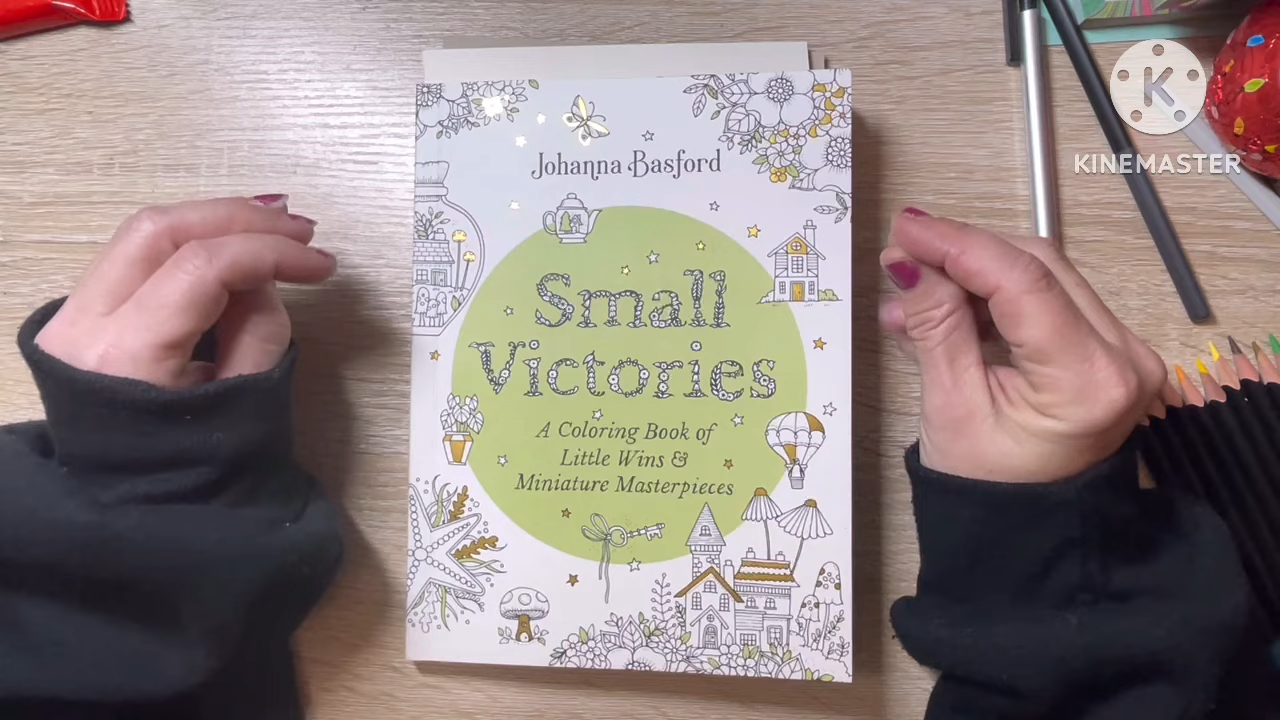 Johanna Basford
Small
Victories
A Coloring Book of
Little Wins &
Miniature Masterpieces
K
KINEMASTER